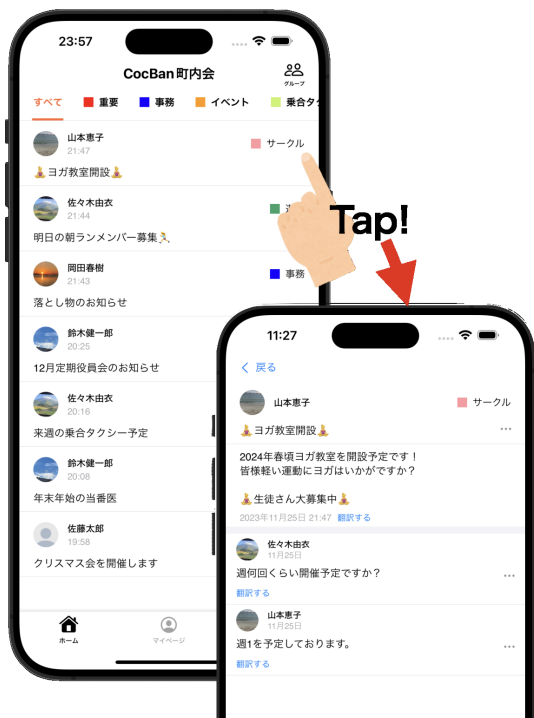 23:57
CocBan 町内会
グループ
すべて
重要
事務
イベント
乗合タク
山本恵子
21:47
サークル
🧘ヨガ教室開設🧘
佐々木由衣
21:44
明日の朝ランメンバー募集🏃
岡田春樹
21:43
事務
落とし物のお知らせ
鈴木健一郎
20:25
12月定期役員会のお知らせ
佐々木由衣
20:16
来週の乗合タクシー予定
鈴木健一郎
20:08
年末年始の当番医
佐藤太郎
19:58
クリスマス会を開催します
ホーム
マイページ
Tap!
11:27
戻る
山本恵子
サークル
🧘ヨガ教室開設🧘
2024年春頃ヨガ教室を開設予定です！
皆様軽い運動にヨガはいかがですか？
🧘生徒さん大募集中🧘
2023年11月25日 21:47 翻訳する
佐々木由衣
11月25日
週何回くらい開催予定ですか？
翻訳する
山本恵子
11月25日
週1を予定しております。
翻訳する